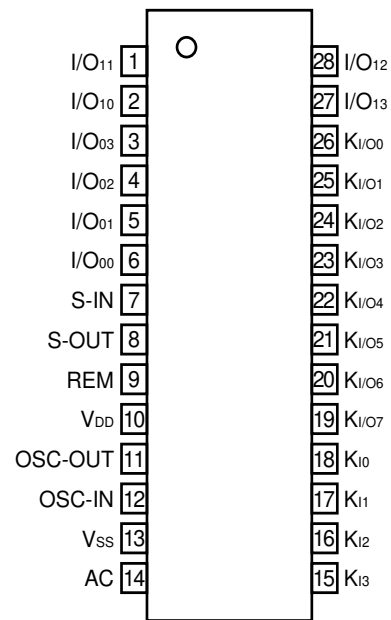 I/O11 1 28 I/O12
I/O10 2 27 I/O13
I/O03 3 26 KI/O0
I/O02 4 25 KI/O1
I/O01 5 24 KI/O2
I/O00 6 23 KI/O3
S-IN 7 22 KI/O4
S-OUT 8 21 KI/O5
REM 9 20 KI/O6
VDD 10 19 KI/O7
OSC-OUT 11 18 KI0
OSC-IN 12 17 KI1
VSS 13 16 KI2
AC 14 15 KI3